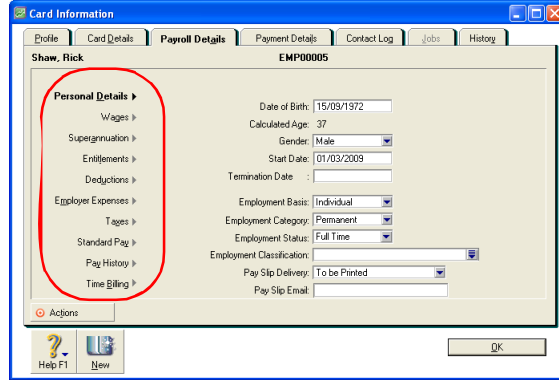 Card Information
Profile Card Details Payroll Details Payment Details Contact Log Jobs History
Shaw, Rick EMP00005
Personal Details
Wages
Superannuation
Entitlements
Deductions
Employer Expenses
Taxes
Standard Pay
Pay History
Time Billing
Date of Birth: 15/09/1972
Calculated Age: 37
Gender: Male
Start Date: 01/03/2009
Termination Date :
Employment Basis: Individual
Employment Category: Permanent
Employment Status: Full Time
Employment Classification:
Pay Slip Delivery: To be Printed
Pay Slip Email:
Actions
Help F1
New
OK